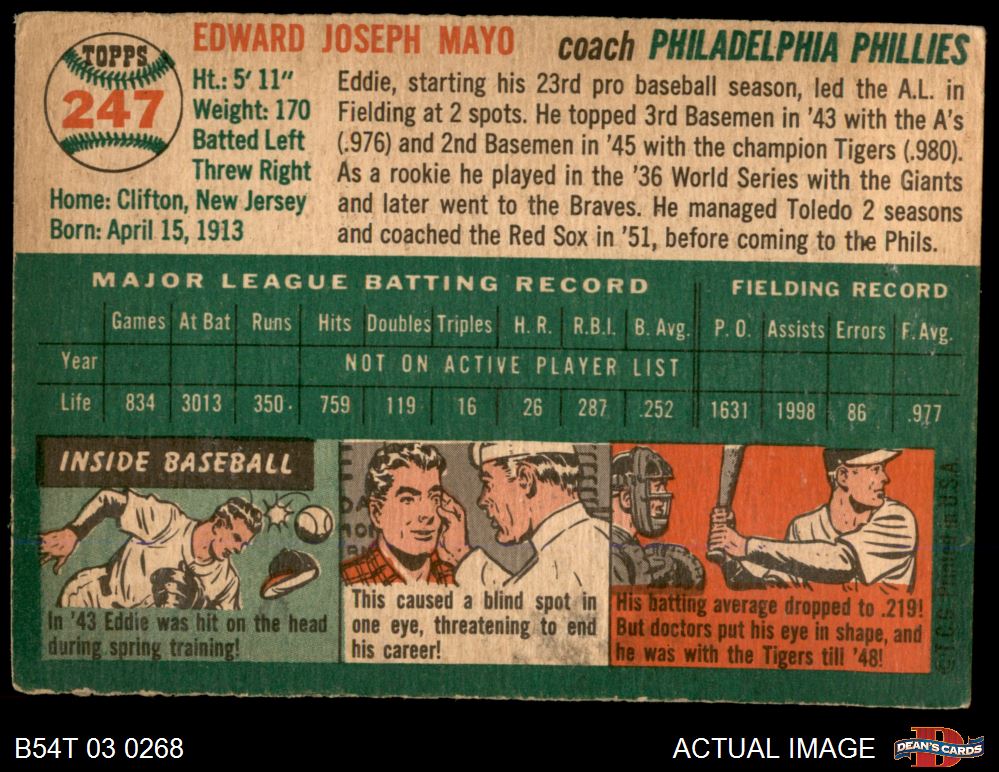 TOPPS
247
EDWARD JOSEPH MAYO coach PHILADELPHIA PHILLIES
Ht.: 5' 11"
Weight: 170
Batted Left
Threw Right
Home: Clifton, New Jersey
Born: April 15, 1913
Eddie, starting his 23rd pro baseball season, led the A.L. in
Fielding at 2 spots. He topped 3rd Basemen in '43 with the A's
(.976) and 2nd Basemen in '45 with the champion Tigers (.980).
As a rookie he played in the '36 World Series with the Giants
and later went to the Braves. He managed Toledo 2 seasons
and coached the Red Sox in '51, before coming to the Phils.
MAJOR LEAGUE BATTING RECORD FIELDING RECORD
Games At Bat Runs Hits Doubles Triples H. R. R.B.I. B. Avg. P. O. Assists Errors F. Avg.
Year NOT ON ACTIVE PLAYER LIST
Life 834 3013 350 759 119 16 26 287 .252 1631 1998 86 .977
INSIDE BASEBALL
In '43 Eddie was hit on the head
during spring training!
This caused a blind spot in
one eye, threatening to end
his career!
His batting average dropped to .219!
But doctors put his eye in shape, and
he was with the Tigers till '48!
© T.C.G. Printed in U.S.A.
B54T 03 0268
ACTUAL IMAGE
DEAN'S CARDS